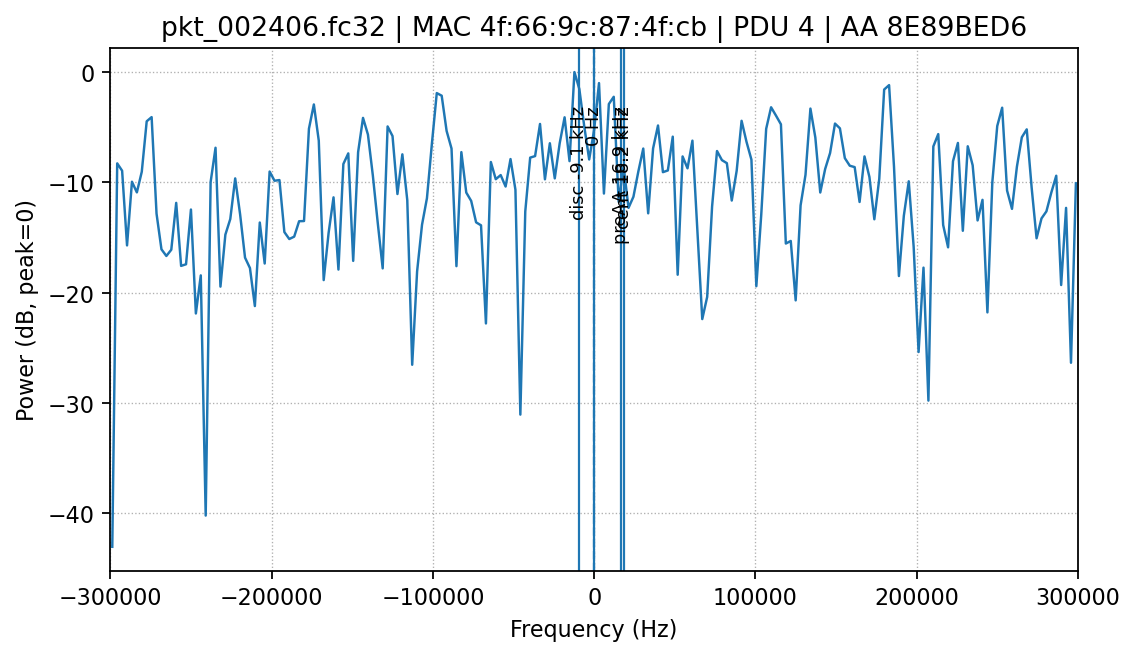 pkt_002406.fc32 | MAC 4f:66:9c:87:4f:cb | PDU 4 | AA 8E89BED6
Power (dB, peak=0)
0
−10
−20
−30
−40
disc -9.1 kHz
0 Hz
kHz
−300000
−200000
−100000
0
100000
200000
300000
Frequency (Hz)